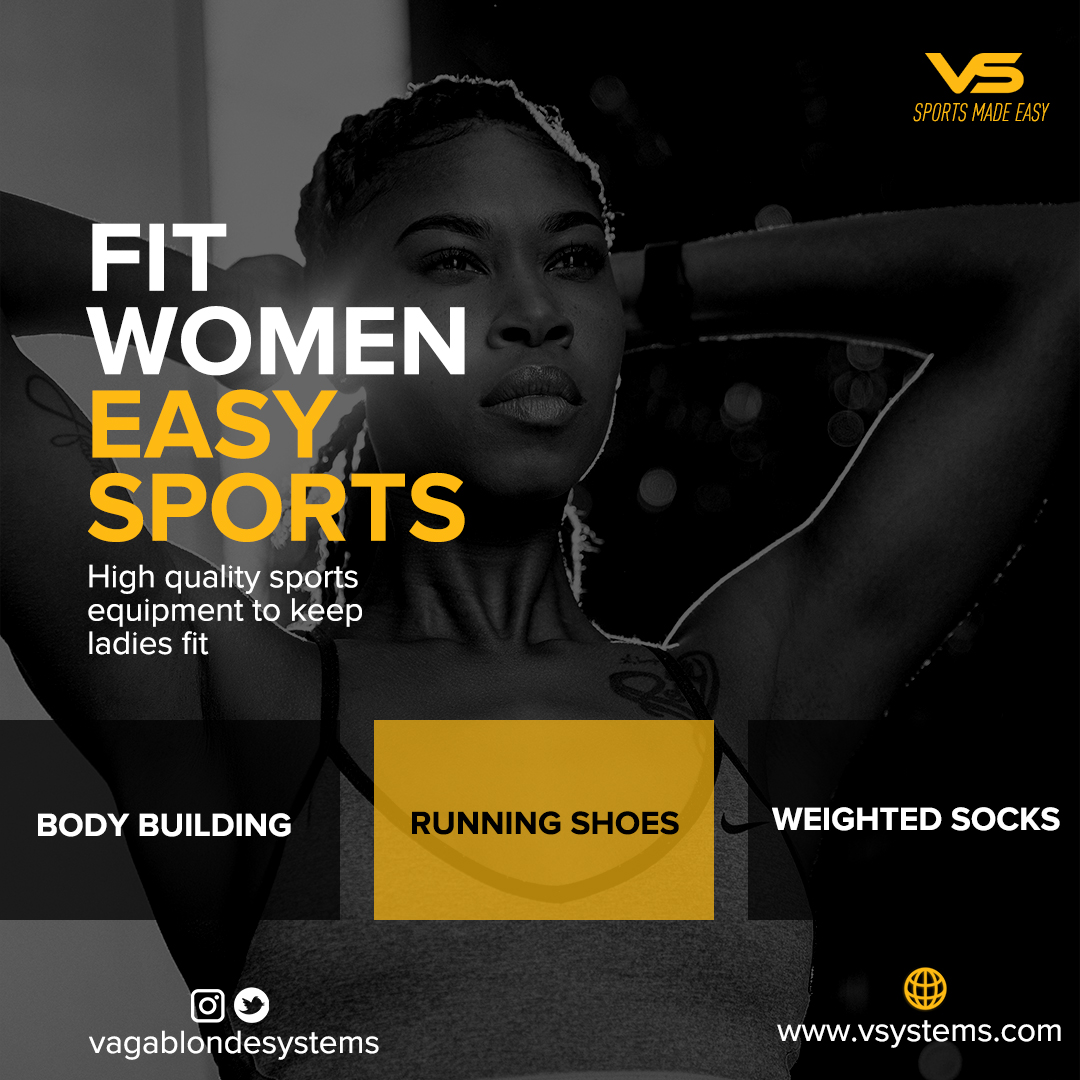 VS
SPORTS MADE EASY
FIT
WOMEN
EASY
SPORTS
High quality sports
equipment to keep
ladies fit
BODY BUILDING
RUNNING SHOES
WEIGHTED SOCKS
vagablondesystems
www.vsystems.com